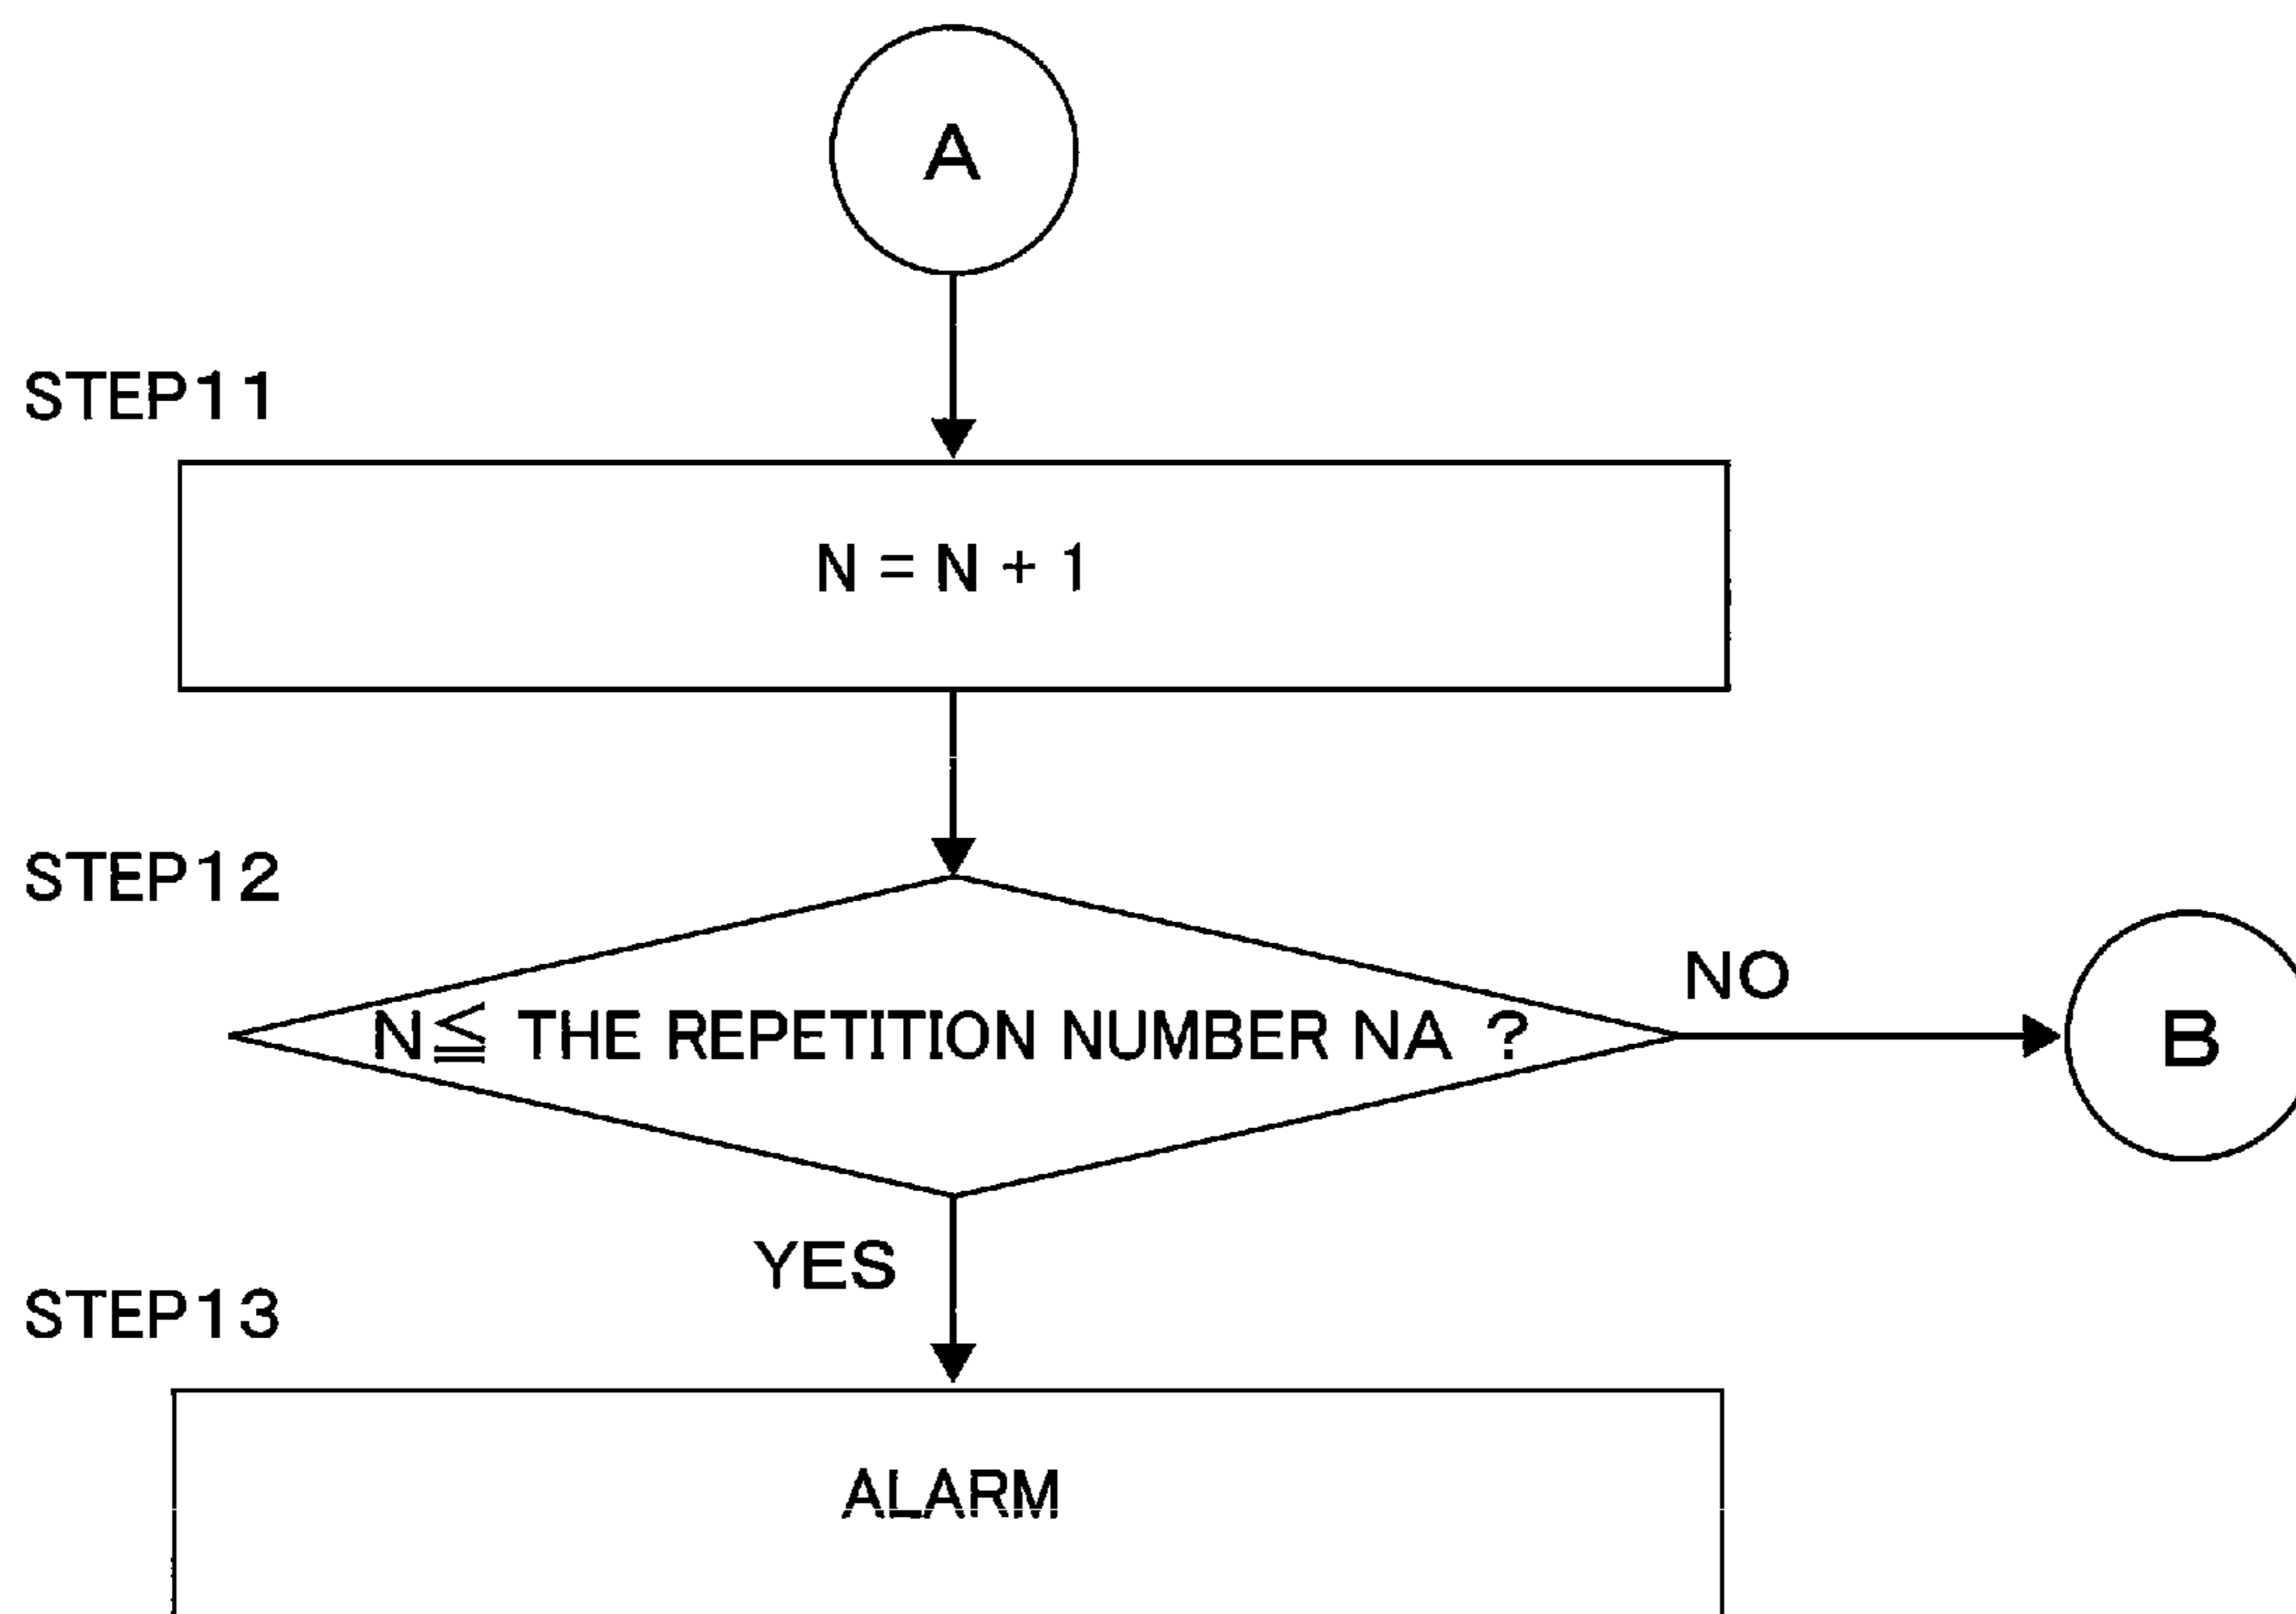 A
STEP11
N = N + 1
STEP12
NO
N≦ THE REPETITION NUMBER NA ?
B
YES
STEP13
ALARM